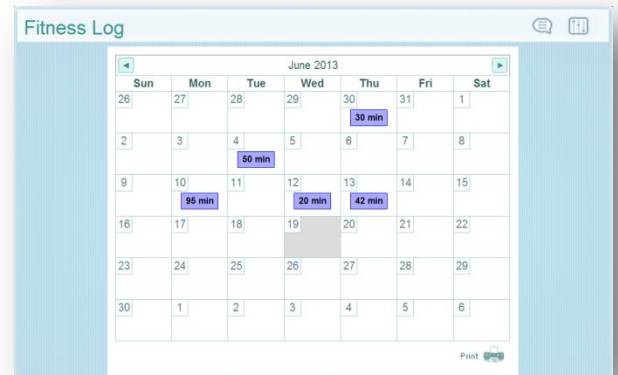 Fitness Log
June 2013
Sun Mon Tue Wed Thu Fri Sat
26 27 28 29 30 31 1
30 min
2 3 4 5 6 7 8
50 min
9 10 11 12 13 14 15
95 min 20 min 42 min
16 17 18 19 20 21 22
23 24 25 26 27 28 29
30 1 2 3 4 5 6
Print